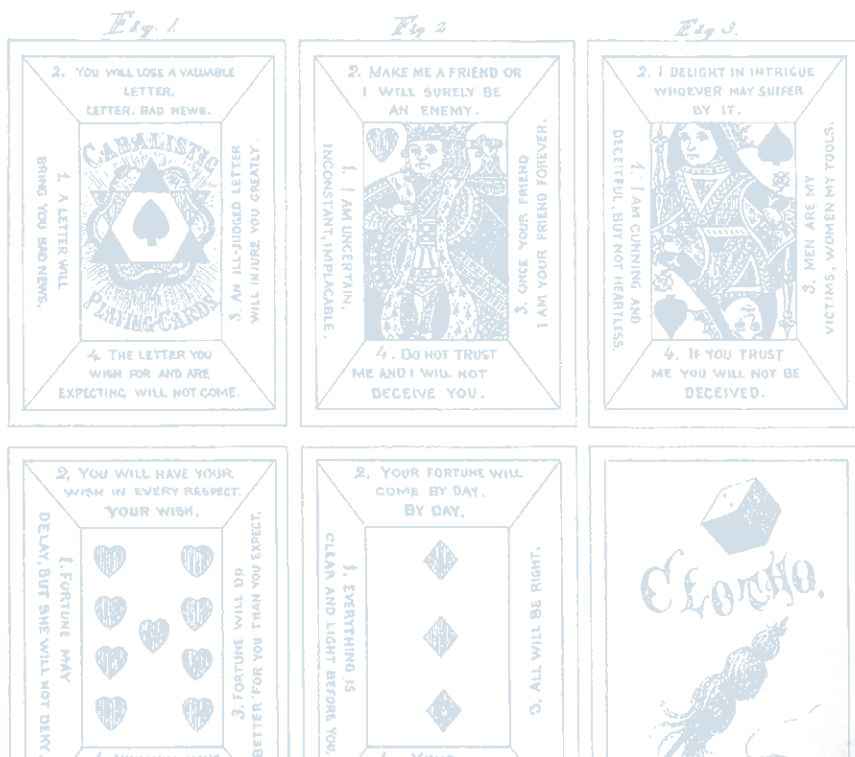 Fig. 1.
2. YOU WILL LOSE A VALUABLE
LETTER.
LETTER. BAD NEWS.
1. A LETTER WILL
BRING YOU BAD NEWS.
CABALISTIC
PLAYING-CARDS
3. AN ILL-JUDGED LETTER
WILL INJURE YOU GREATLY.
4. THE LETTER YOU
WISH FOR AND ARE
EXPECTING WILL NOT COME.
Fig 2
2. MAKE ME A FRIEND OR
I WILL SURELY BE
AN ENEMY.
1. I AM UNCERTAIN.
INCONSTANT, IMPLACABLE.
3. ONCE YOUR FRIEND
I AM YOUR FRIEND FOREVER.
4. DO NOT TRUST
ME AND I WILL NOT
DECEIVE YOU.
Fig 3.
2. I DELIGHT IN INTRIGUE
WHOEVER MAY SUFFER
BY IT.
1. I AM CUNNING AND
DECEITFUL, BUT NOT HEARTLESS.
3. MEN ARE MY
VICTIMS, WOMEN MY TOOLS.
4. IF YOU TRUST
ME YOU WILL NOT BE
DECEIVED.
2. YOU WILL HAVE YOUR
WISH IN EVERY RESPECT.
YOUR WISH.
1. FORTUNE MAY
DELAY, BUT SHE WILL NOT DENY
3. FORTUNE WILL DO
BETTER FOR YOU THAN YOU EXPECT.
2. YOUR FORTUNE WILL
COME BY DAY.
BY DAY.
1. EVERYTHING IS
CLEAR AND LIGHT BEFORE YOU.
3. ALL WILL BE RIGHT.
CLOTHO.